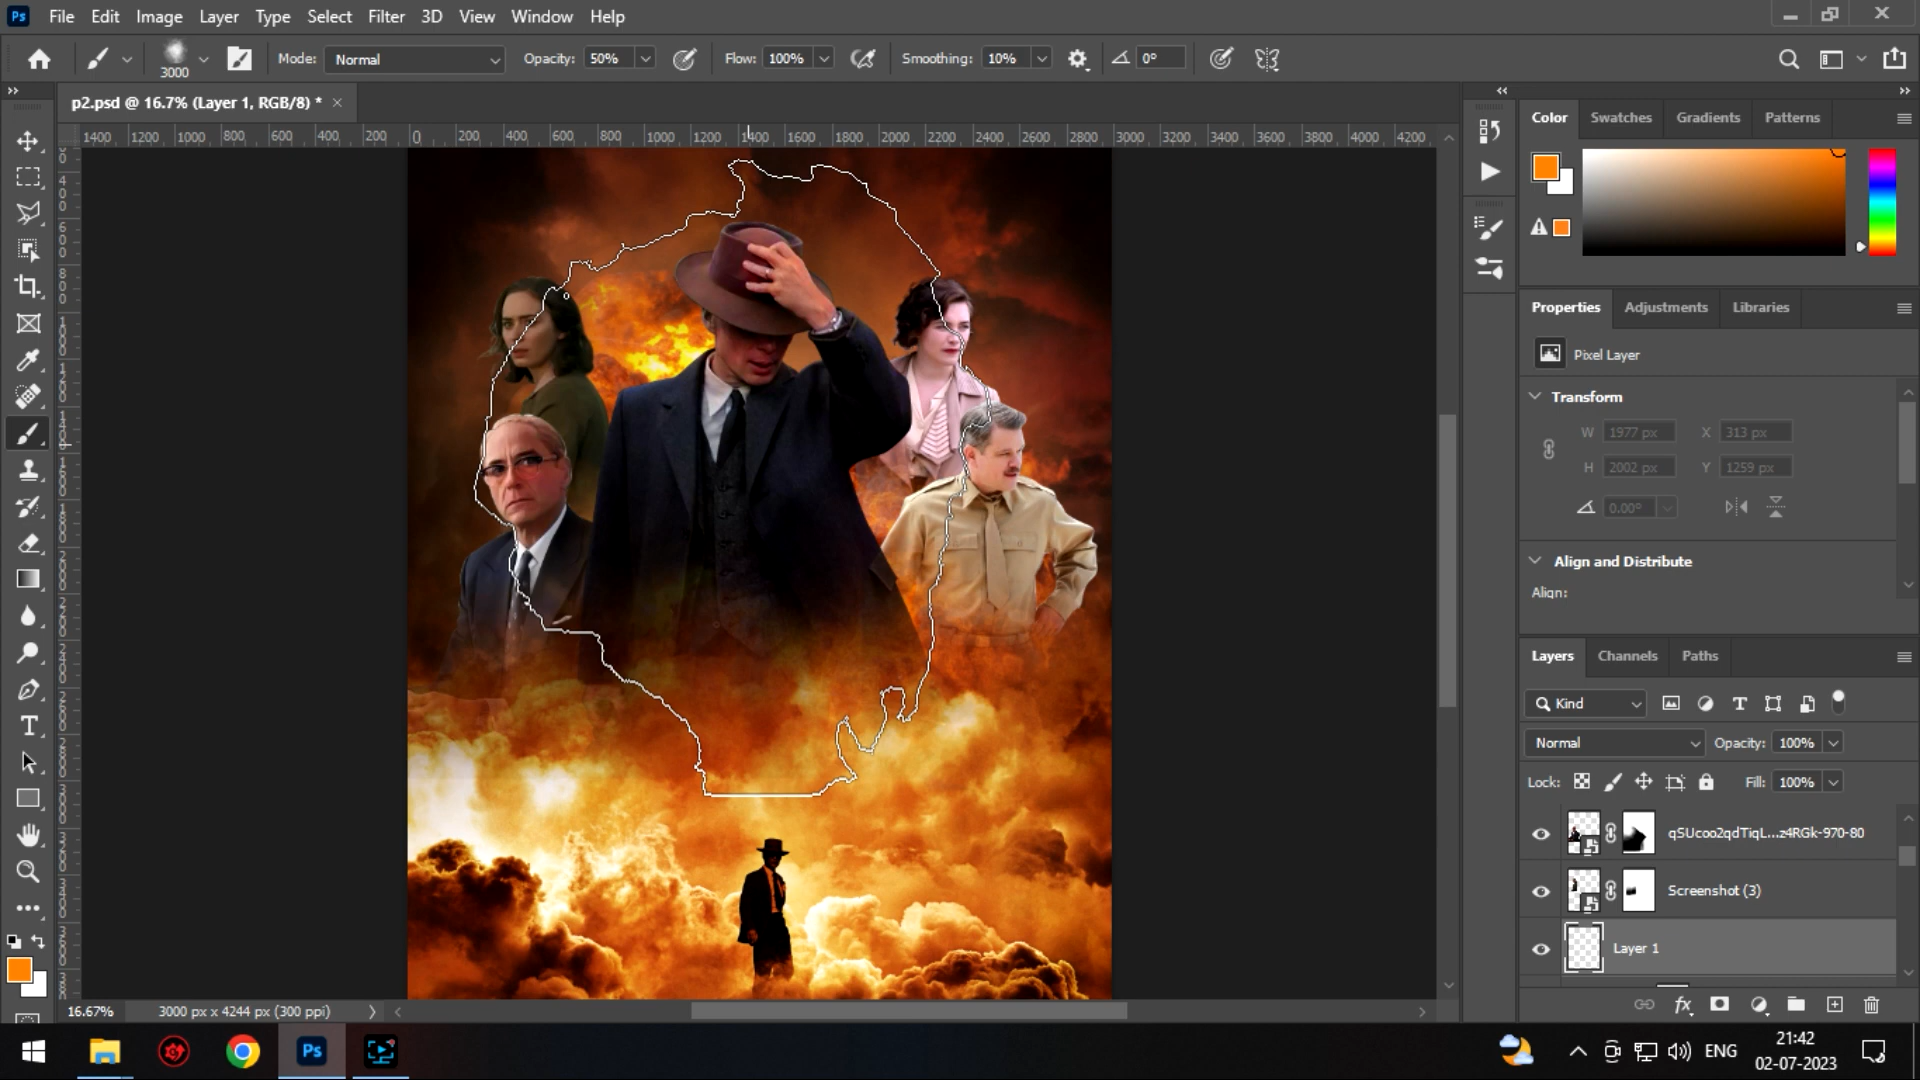 Ps File Edit Image Layer Type Select Filter 3D View Window Help
3000 Mode: Normal Opacity: 50% Flow: 100% Smoothing: 10% 0°
p2.psd @ 16.7% (Layer 1, RGB/8) * ×
1400 1200 1000 800 600 400 200 0 200 400 600 800 1000 1200 1400 1600 1800 2000 2200 2400 2600 2800 3000 3200 3400 3600 3800 4000 4200
Color Swatches Gradients Patterns
Properties Adjustments Libraries
Pixel Layer
Transform
W 1977 px X 313 px
H 2002 px Y 1259 px
0.00°
Align and Distribute
Align:
Layers Channels Paths
Kind
Normal Opacity: 100%
Lock: Fill: 100%
qSUcoo2qdTiqL...z4RGk-970-80
Screenshot (3)
Layer 1
16.67% 3000 px x 4244 px (300 ppi)
fx
Ps ENG 21:42
02-07-2023